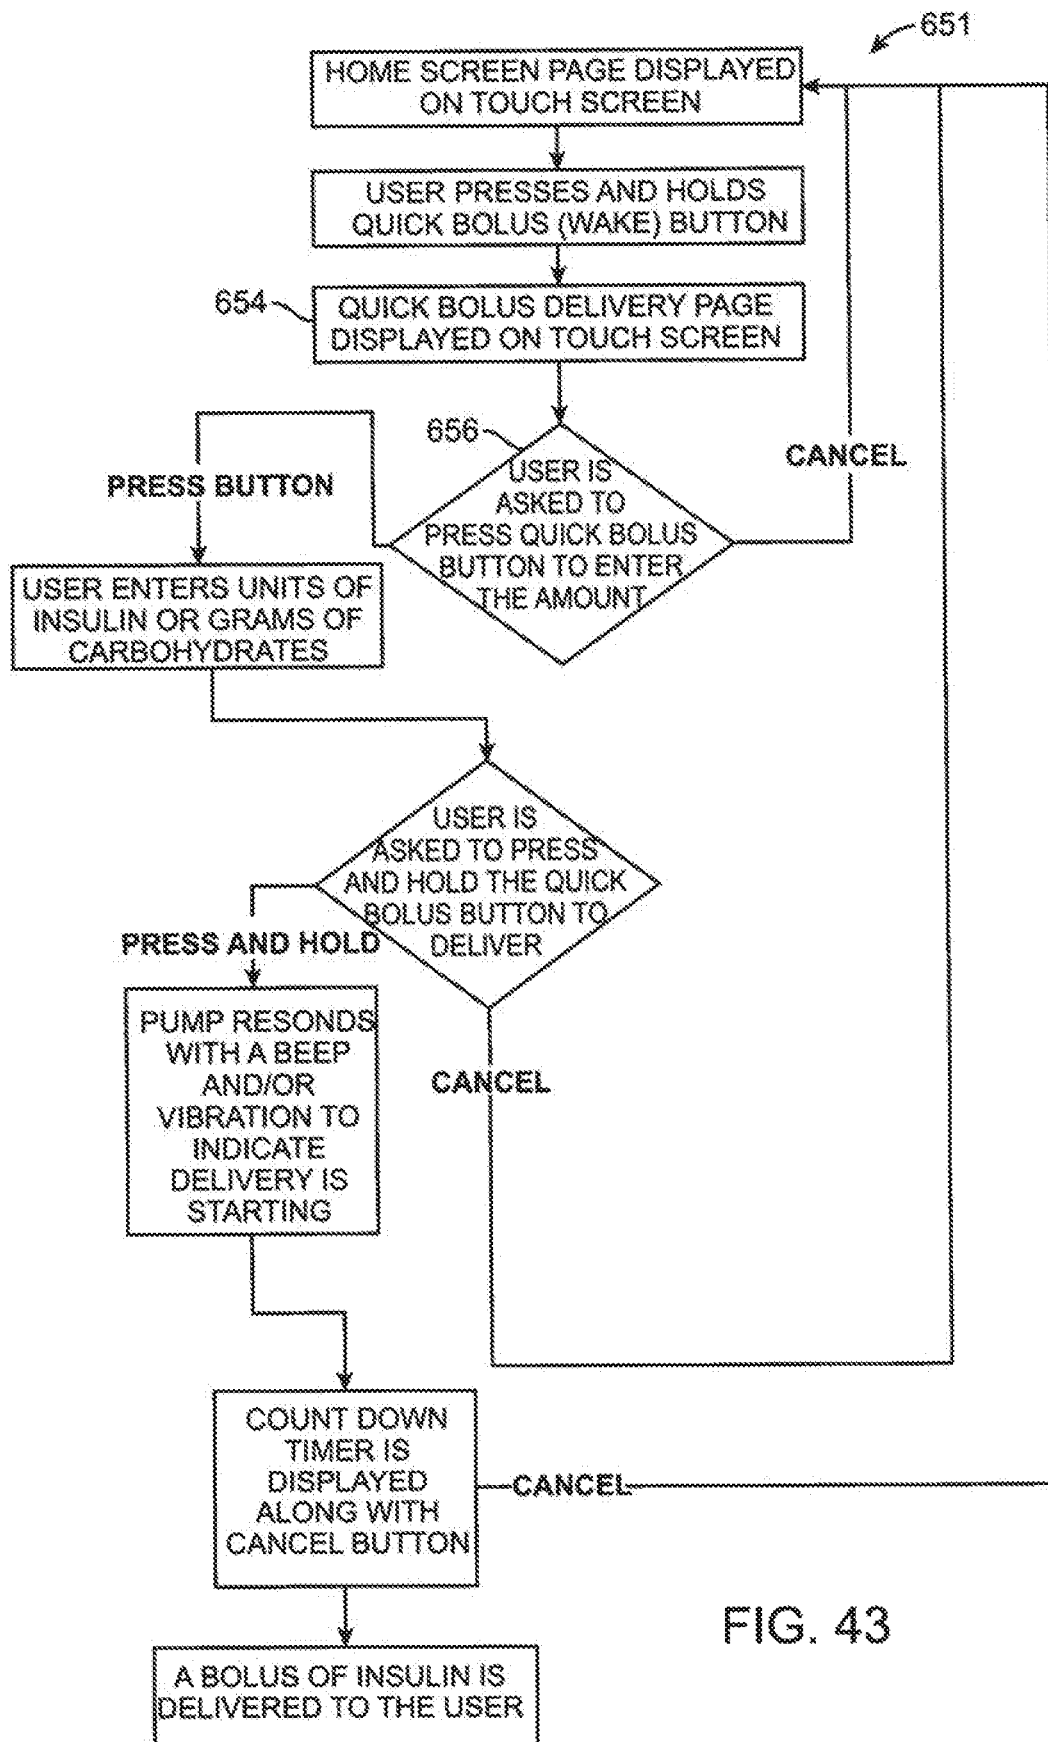 651
HOME SCREEN PAGE DISPLAYED
ON TOUCH SCREEN
USER PRESSES AND HOLDS
QUICK BOLUS (WAKE) BUTTON
654
QUICK BOLUS DELIVERY PAGE
DISPLAYED ON TOUCH SCREEN
656
USER IS
ASKED TO
PRESS QUICK BOLUS
BUTTON TO ENTER
THE AMOUNT
CANCEL
PRESS BUTTON
USER ENTERS UNITS OF
INSULIN OR GRAMS OF
CARBOHYDRATES
USER IS
ASKED TO PRESS
AND HOLD THE QUICK
BOLUS BUTTON TO
DELIVER
PRESS AND HOLD
CANCEL
PUMP RESONDS
WITH A BEEP
AND/OR
VIBRATION TO
INDICATE
DELIVERY IS
STARTING
COUNT DOWN
TIMER IS
DISPLAYED
ALONG WITH
CANCEL BUTTON
CANCEL
A BOLUS OF INSULIN IS
DELIVERED TO THE USER
FIG. 43